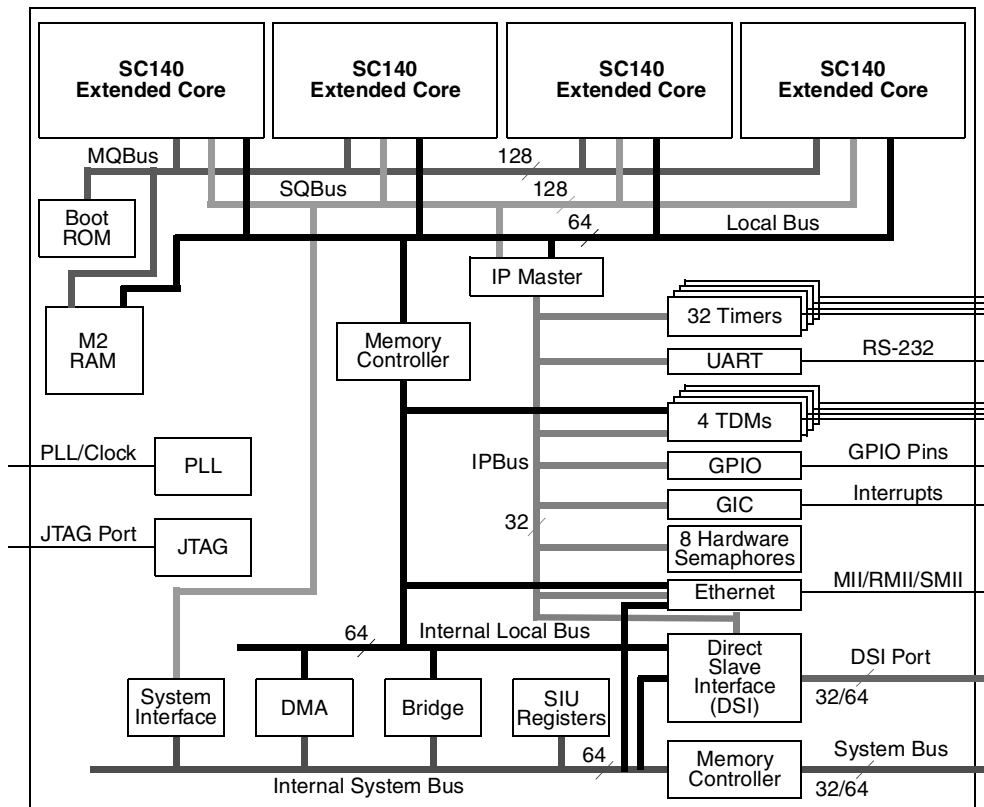 SC140
Extended Core
SC140
Extended Core
SC140
Extended Core
SC140
Extended Core
MQBus
128
SQBus
128
Boot
ROM
64
Local Bus
IP Master
M2
RAM
Memory
Controller
32 Timers
UART
RS-232
4 TDMs
PLL/Clock
PLL
IPBus
GPIO
GPIO Pins
GIC
Interrupts
JTAG Port
JTAG
32
8 Hardware
Semaphores
Ethernet
MII/RMII/SMII
64
Internal Local Bus
Direct
Slave
Interface
(DSI)
DSI Port
32/64
System
Interface
DMA
Bridge
SIU
Registers
64
Internal System Bus
Memory
Controller
System Bus
32/64